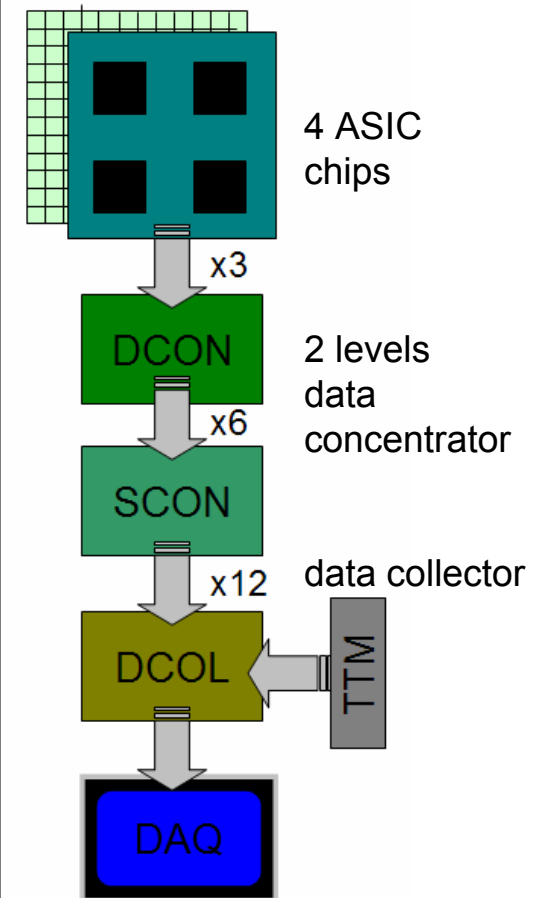 4 ASIC
chips
x3
DCON
2 levels
data
concentrator
x6
SCON
x12
data collector
DCOL
TTM
DAQ